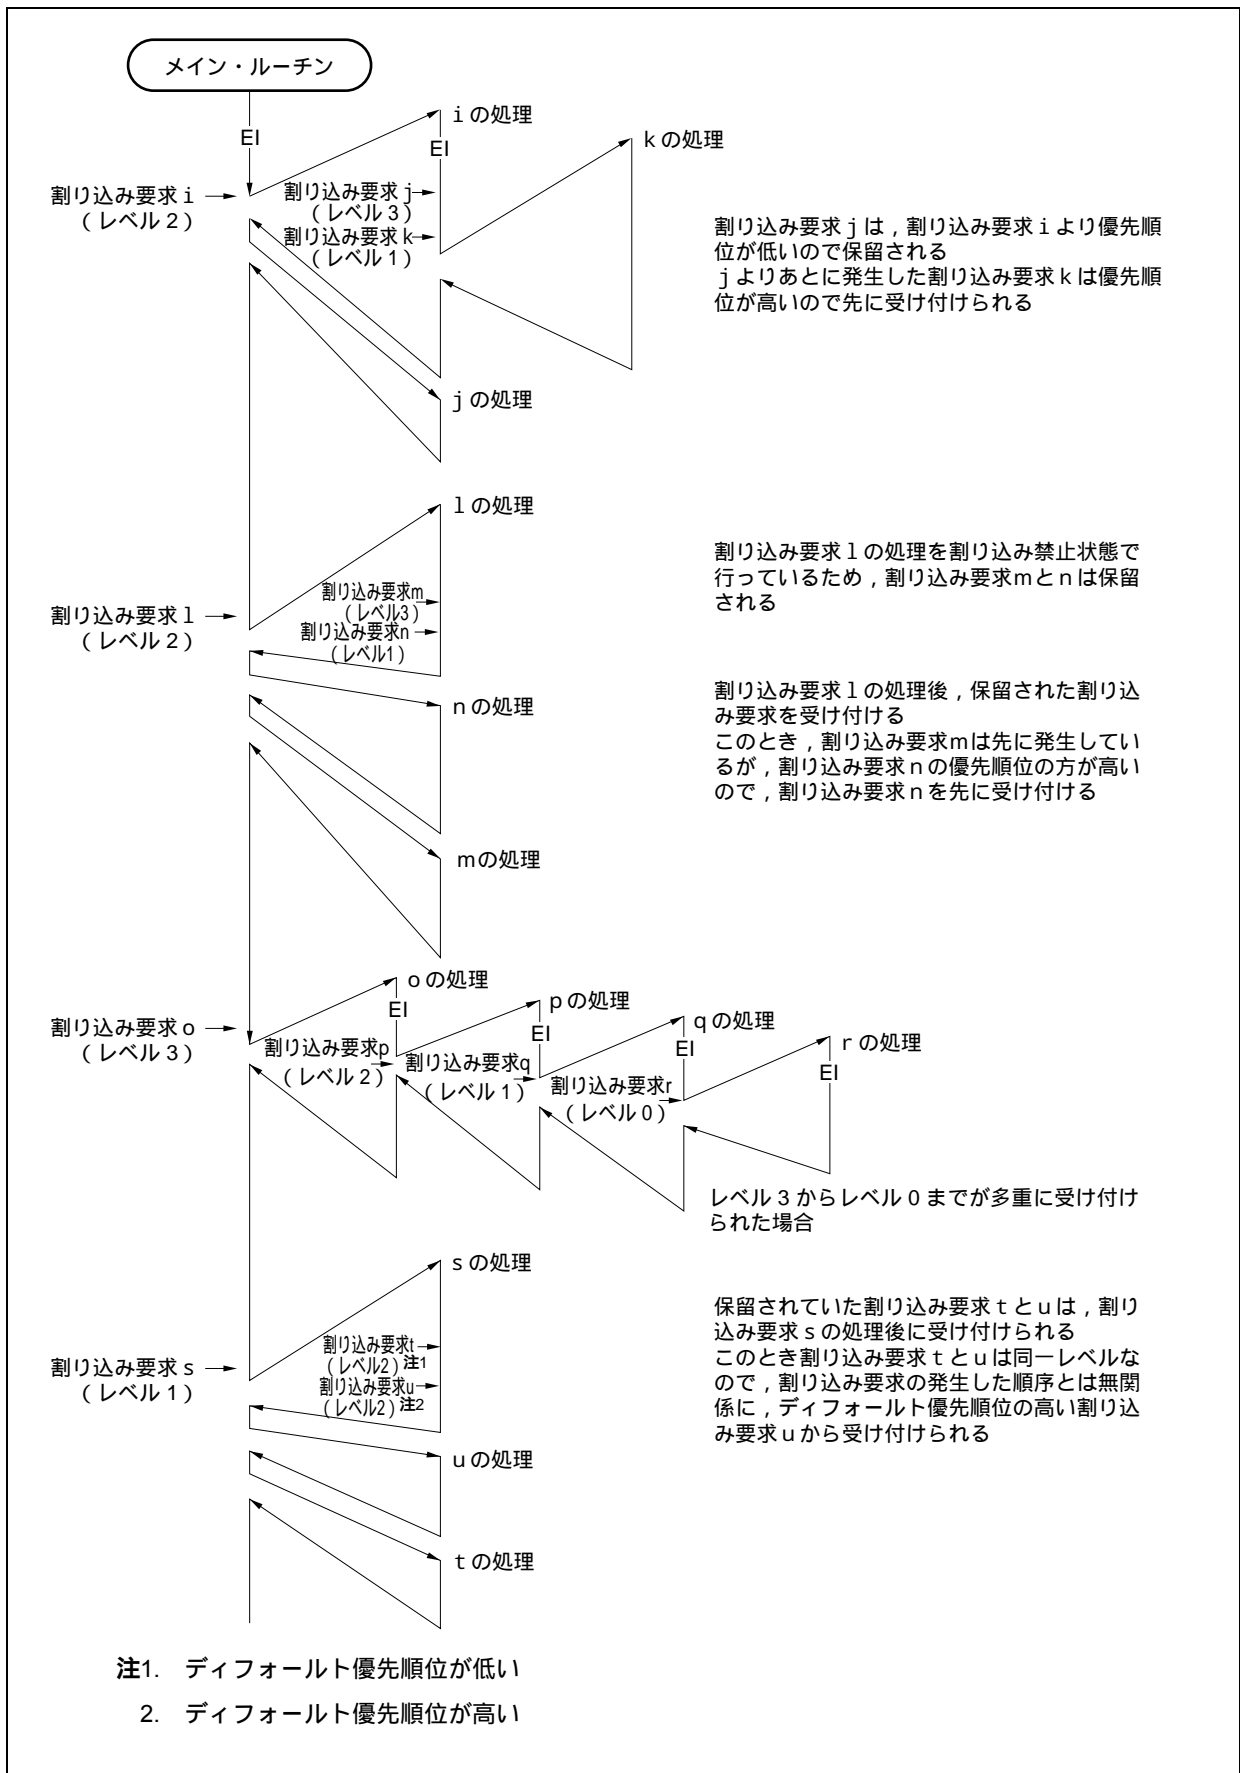 メイン・ルーチン
EI
iの処理
EI
kの処理
割り込み要求i
(レベル2)
割り込み要求j
(レベル3)
割り込み要求k
(レベル1)
割り込み要求jは,割り込み要求iより優先順
位が低いので保留される
jよりあとに発生した割り込み要求kは優先順
位が高いので先に受け付けられる
jの処理
lの処理
割り込み要求l
(レベル2)
割り込み要求m
(レベル3)
割り込み要求n
(レベル1)
割り込み要求lの処理を割り込み禁止状態で
行っているため,割り込み要求mとnは保留
される
nの処理
割り込み要求lの処理後,保留された割り込
み要求を受け付ける
このとき,割り込み要求mは先に発生してい
るが,割り込み要求nの優先順位の方が高い
ので,割り込み要求nを先に受け付ける
mの処理
oの処理
EI
pの処理
EI
qの処理
EI
rの処理
EI
割り込み要求o
(レベル3)
割り込み要求p
(レベル2)
割り込み要求q
(レベル1)
割り込み要求r
(レベル0)
レベル3からレベル0までが多重に受け付け
られた場合
sの処理
割り込み要求s
(レベル1)
割り込み要求t
(レベル2)注1
割り込み要求u
(レベル2)注2
保留されていた割り込み要求tとuは,割り
込み要求sの処理後に受け付けられる
このとき割り込み要求tとuは同一レベルな
ので,割り込み要求の発生した順序とは無関
係に,ディフォールト優先順位の高い割り込
み要求uから受け付けられる
uの処理
tの処理
注1. ディフォールト優先順位が低い
2. ディフォールト優先順位が高い